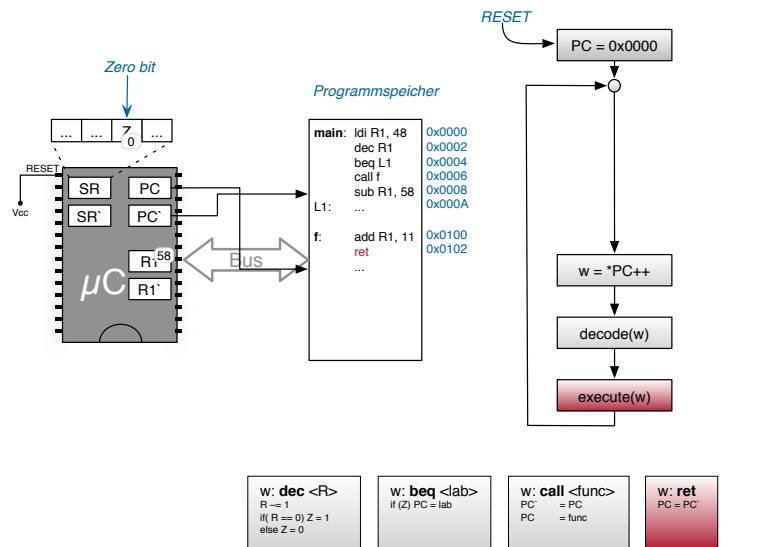 RESET
PC = 0x0000
Zero bit
Programmspeicher
... ... Z ...
0
main: ldi R1, 48 0x0000
dec R1 0x0002
beq L1 0x0004
call f 0x0006
sub R1, 58 0x0008
L1: ... 0x000A
f: add R1, 11 0x0100
ret 0x0102
...
RESET
Vcc
SR PC
SR` PC`
R1 58
R1`
µC
Bus
w = *PC++
decode(w)
execute(w)
w: dec <R>
R -= 1
if( R == 0) Z = 1
else Z = 0
w: beq <lab>
if (Z) PC = lab
w: call <func>
PC` = PC
PC = func
w: ret
PC = PC`